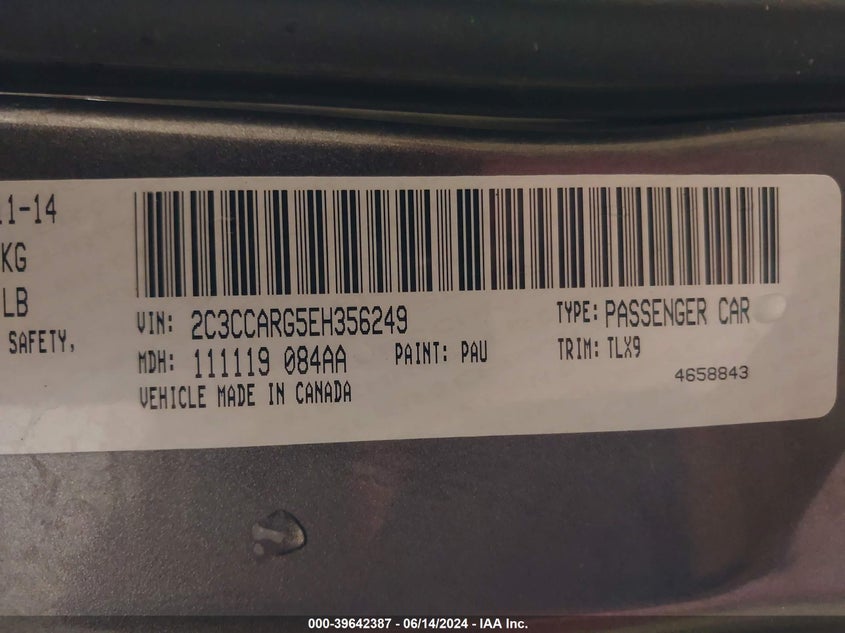 11-14
KG
LB
SAFETY,
VIN: 2C3CCARG5EH356249
TYPE: PASSENGER CAR
MDH: 111119 084AA
PAINT: PAU
TRIM: TLX9
VEHICLE MADE IN CANADA
4658843
000-39642387 - 06/14/2024 - IAA Inc.